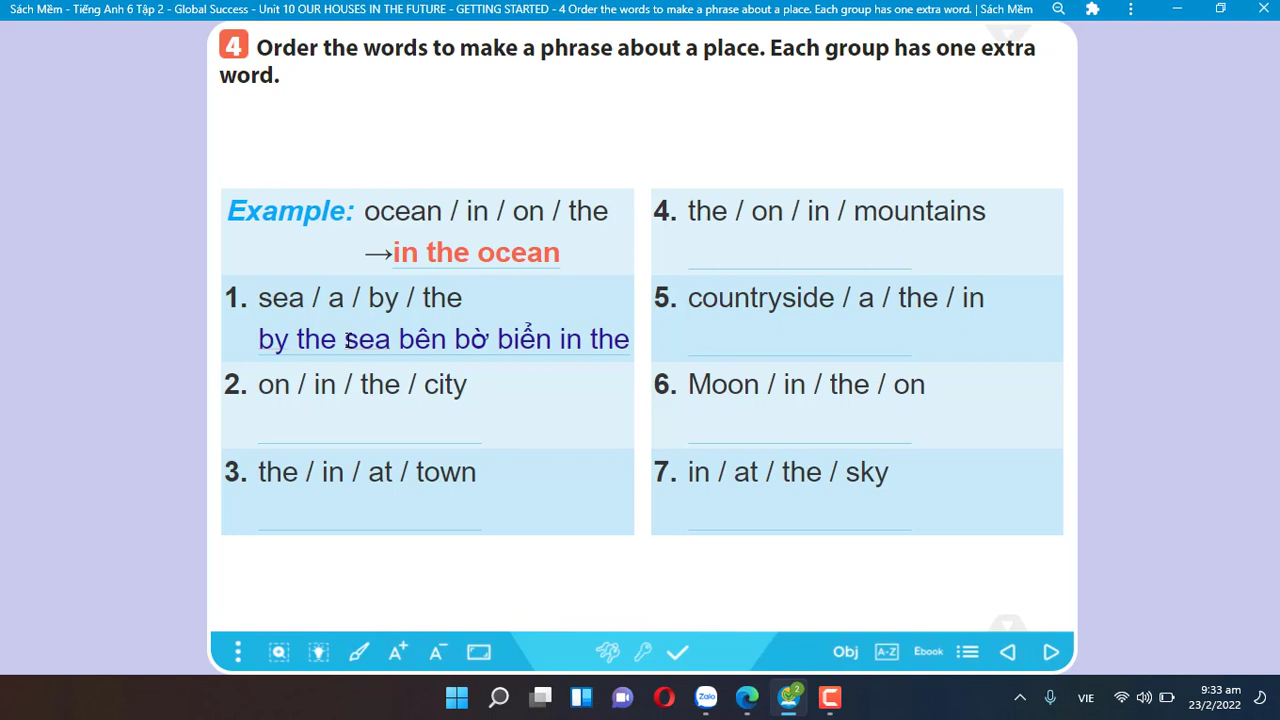 Sách Mềm - Tiếng Anh 6 Tập 2 - Global Success - Unit 10 OUR HOUSES IN THE FUTURE - GETTING STARTED - 4 Order the words to make a phrase about a place. Each group has one extra word. | Sách Mềm
4 Order the words to make a phrase about a place. Each group has one extra
word.
Example: ocean / in / on / the
→in the ocean
1. sea / a / by / the
by the sea bên bờ biển in the
2. on / in / the / city
3. the / in / at / town
4. the / on / in / mountains
5. countryside / a / the / in
6. Moon / in / the / on
7. in / at / the / sky
A+ A- Obj A-Z Ebook
Zalo 2 VIE 9:33 am
23/2/2022